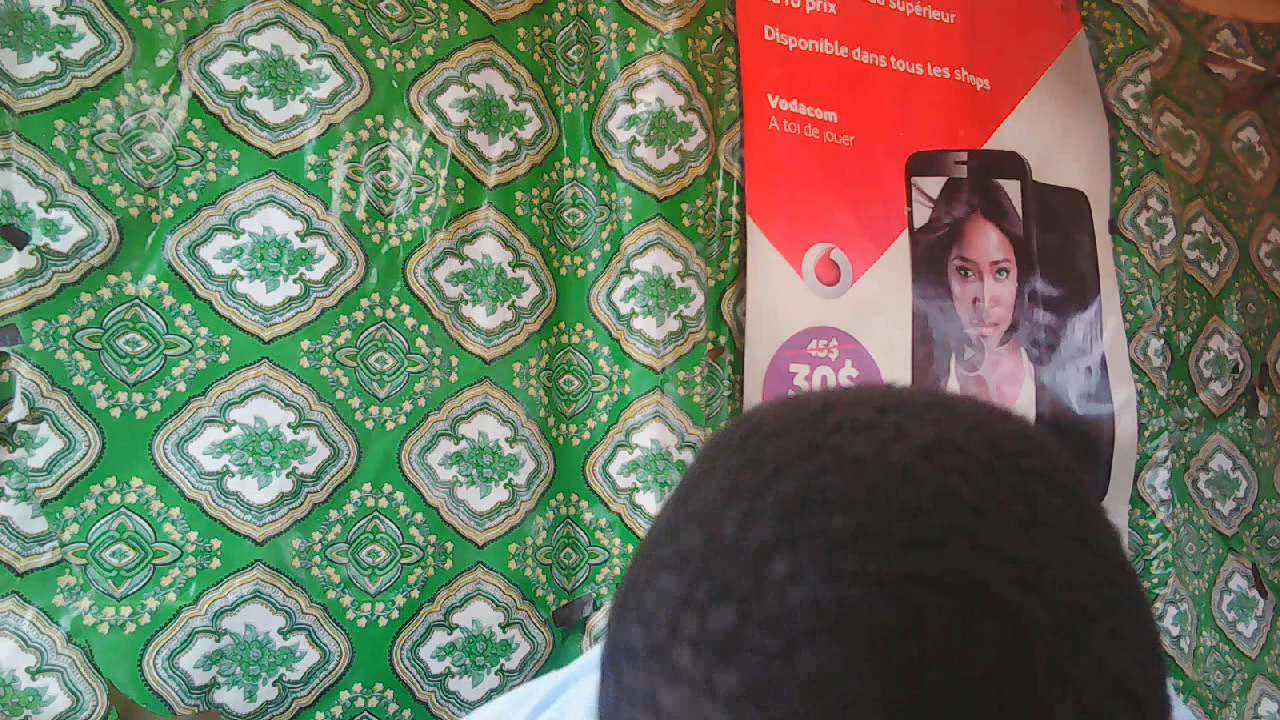 supérieur
prix
Disponible dans tous les shops
Vodacom
A toi de jouer
45$
30$